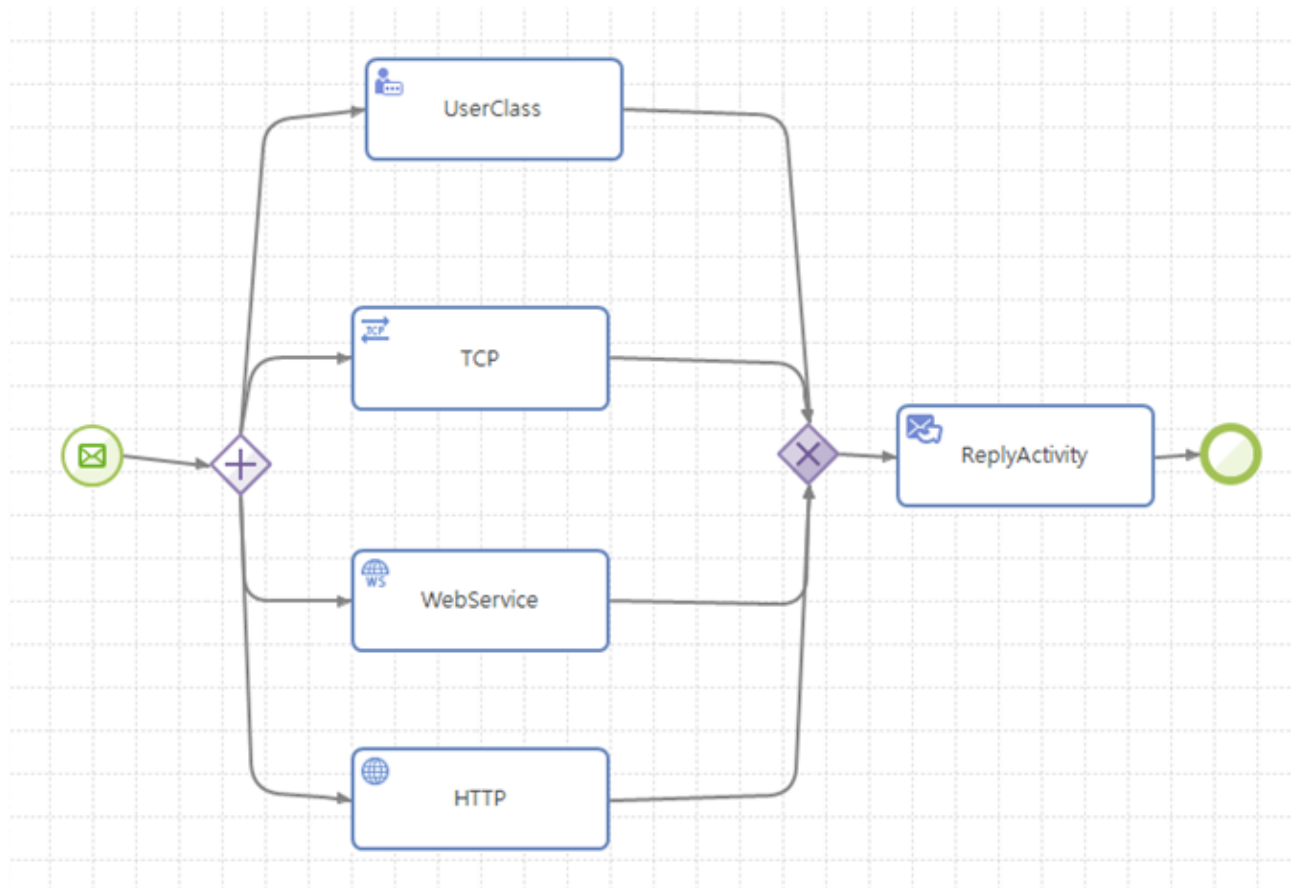 UserClass
TCP
TCP
WS
WebService
HTTP
ReplyActivity